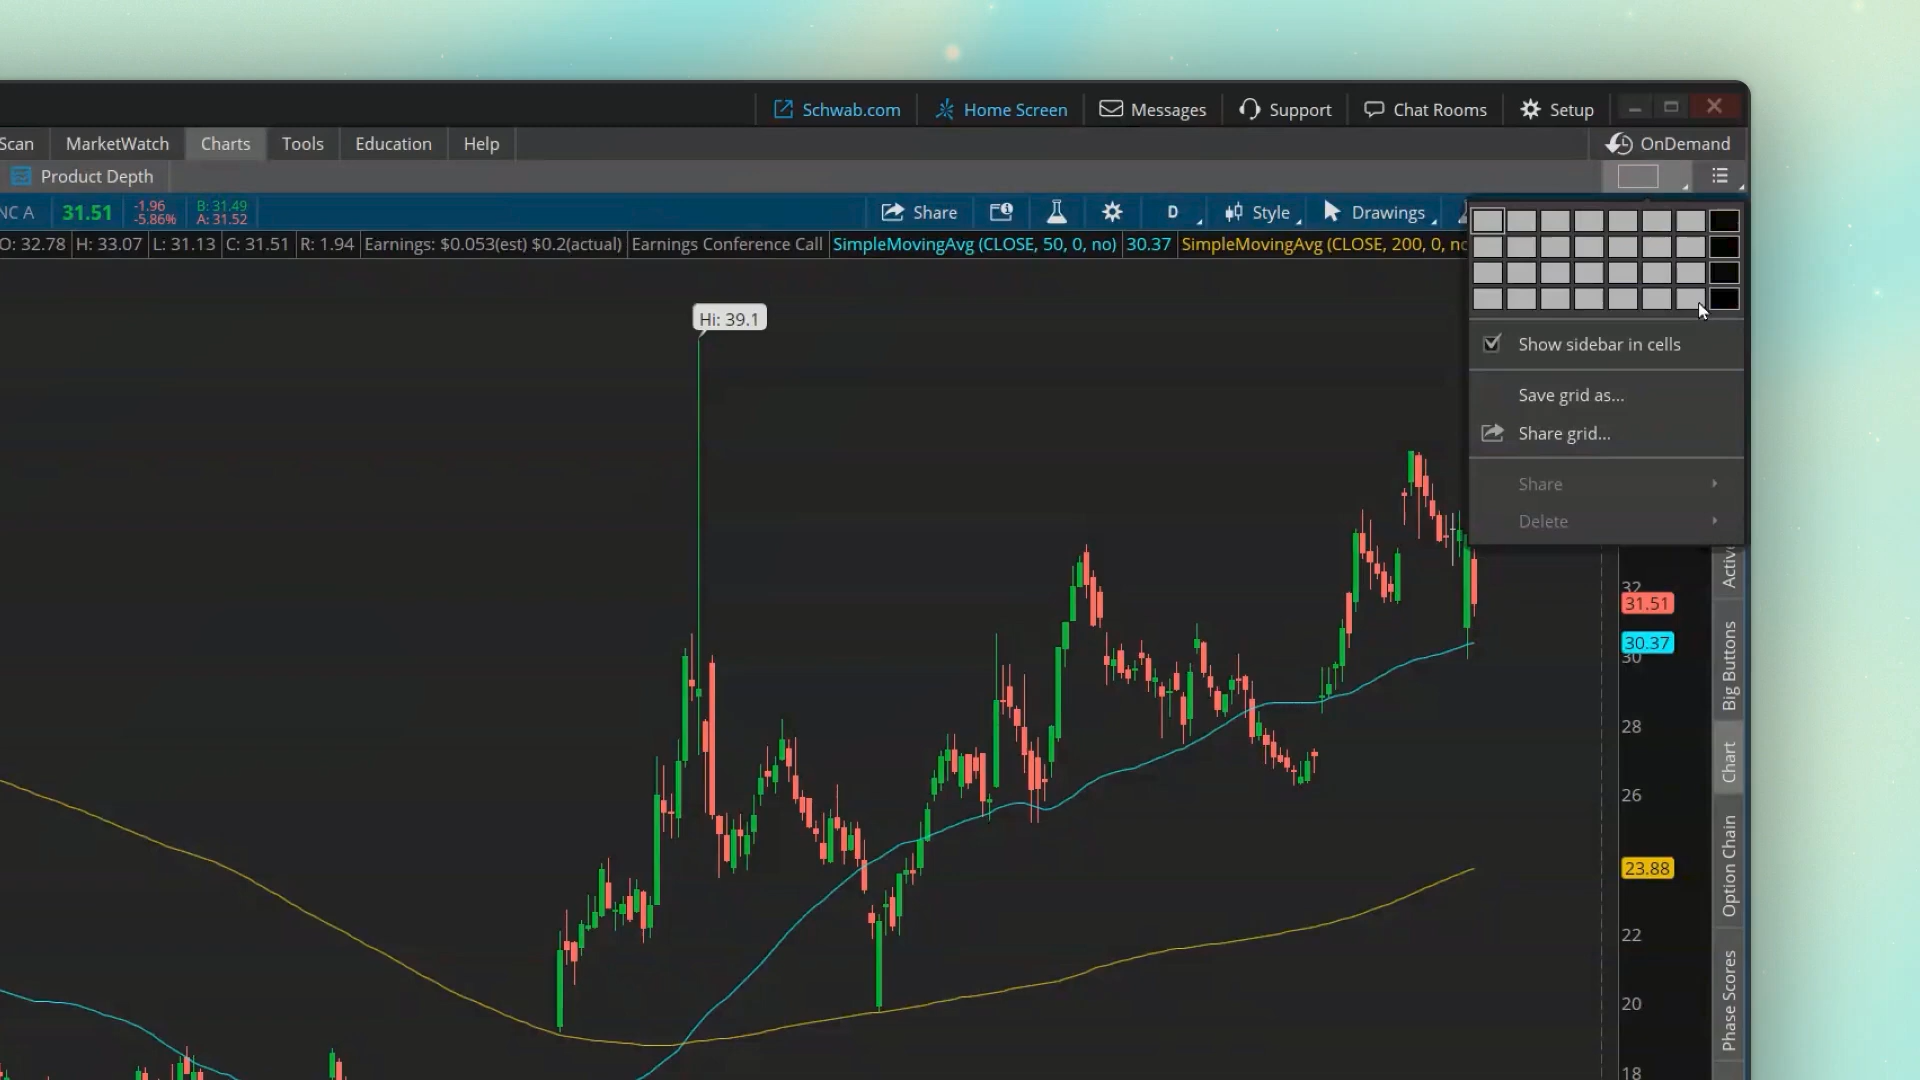 Schwab.com Home Screen Messages Support Chat Rooms Setup
Scan MarketWatch Charts Tools Education Help OnDemand
Product Depth
NC A 31.51 -1.96 -5.86% B: 31.49 A: 31.52 Share D Style Drawings
O: 32.78 H: 33.07 L: 31.13 C: 31.51 R: 1.94 Earnings: $0.053(est) $0.2(actual) Earnings Conference Call SimpleMovingAvg (CLOSE, 50, 0, no) 30.37 SimpleMovingAvg (CLOSE, 200, 0, no
Hi: 39.1
Show sidebar in cells
Save grid as...
Share grid...
Share
Delete
32
31.51
30.37
30
28
26
23.88
22
20
18
Big Buttons
Chart
Option Chain
Phase Scores